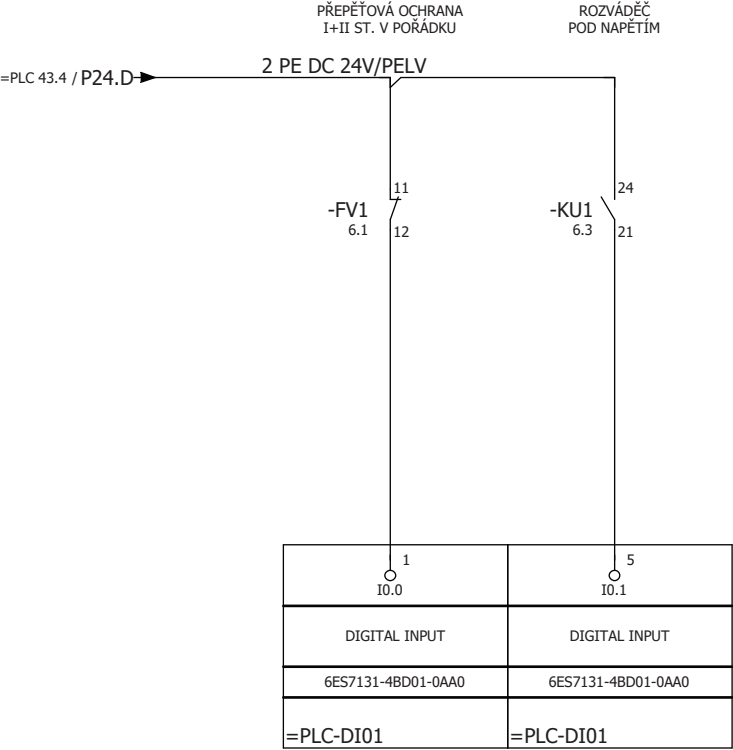 PŘEPĚŤOVÁ OCHRANA
I+II ST. V POŘÁDKU
ROZVÁDĚČ
POD NAPĚTÍM
=PLC 43.4 / P24.D
2 PE DC 24V/PELV
-FV1
6.1
11
12
-KU1
6.3
24
21
1
I0.0
5
I0.1
DIGITAL INPUT
DIGITAL INPUT
6ES7131-4BD01-0AA0
6ES7131-4BD01-0AA0
=PLC-DI01
=PLC-DI01